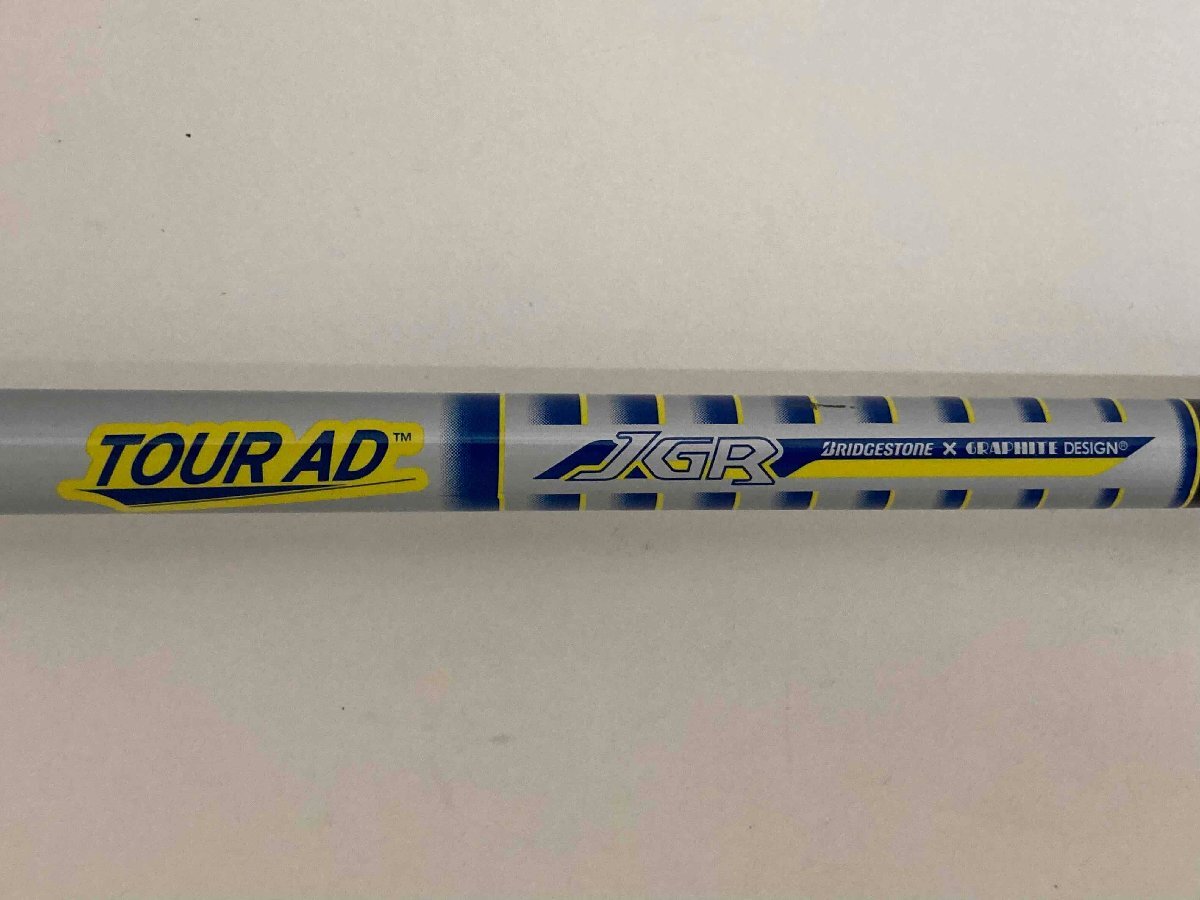 TOUR AD™
JGR
BRIDGESTONE X GRAPHITE DESIGN®